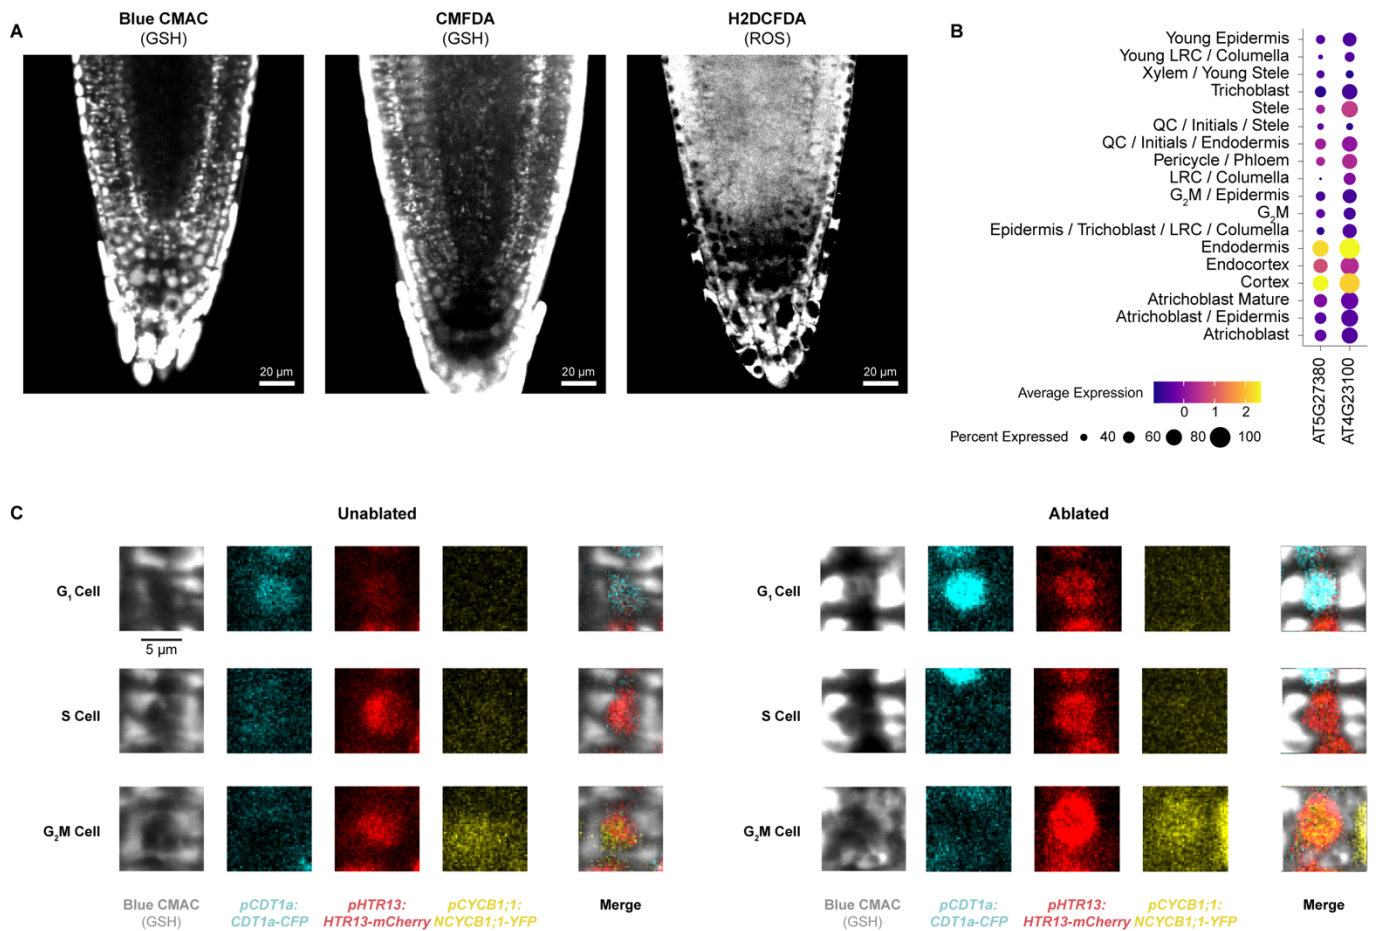 A
Blue CMAC
(GSH)
CMFDA
(GSH)
H2DCFDA
(ROS)
20 µm
20 µm
20 µm
B
Young Epidermis
Young LRC / Columella
Xylem / Young Stele
Trichoblast
Stele
QC / Initials / Stele
QC / Initials / Endodermis
Pericycle / Phloem
LRC / Columella
G2M / Epidermis
G2M
Epidermis / Trichoblast / LRC / Columella
Endodermis
Endocortex
Cortex
Atrichoblast Mature
Atrichoblast / Epidermis
Atrichoblast
AT5G27380
AT4G23100
Average Expression
0 1 2
Percent Expressed 40 60 80 100
C
Unablated
Ablated
G1 Cell
5 µm
S Cell
G2M Cell
G1 Cell
S Cell
G2M Cell
Blue CMAC
(GSH)
pCDT1a:
CDT1a-CFP
pHTR13:
HTR13-mCherry
pCYCB1;1:
NCYCB1;1-YFP
Merge
Blue CMAC
(GSH)
pCDT1a:
CDT1a-CFP
pHTR13:
HTR13-mCherry
pCYCB1;1:
NCYCB1;1-YFP
Merge